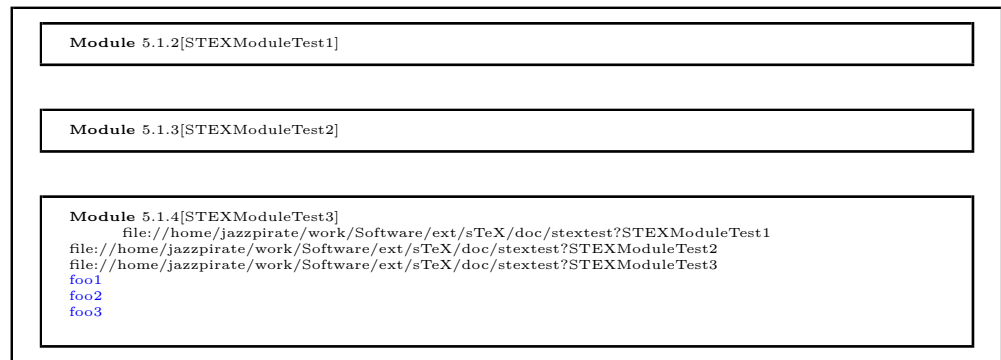 Module 5.1.2[STEXModuleTest1]
Module 5.1.3[STEXModuleTest2]
Module 5.1.4[STEXModuleTest3]
file://home/jazzpirate/work/Software/ext/sTeX/doc/stextest?STEXModuleTest1
file://home/jazzpirate/work/Software/ext/sTeX/doc/stextest?STEXModuleTest2
file://home/jazzpirate/work/Software/ext/sTeX/doc/stextest?STEXModuleTest3
foo1
foo2
foo3